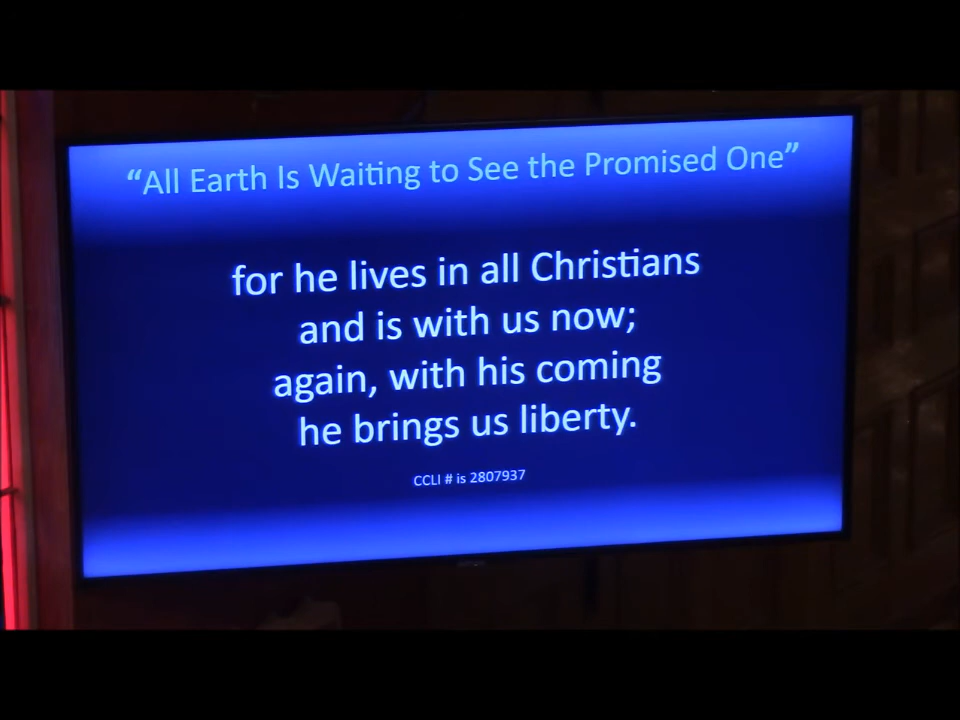 “All Earth Is Waiting to See the Promised One”
for he lives in all Christians
and is with us now;
again, with his coming
he brings us liberty.
CCLI # is 2807937